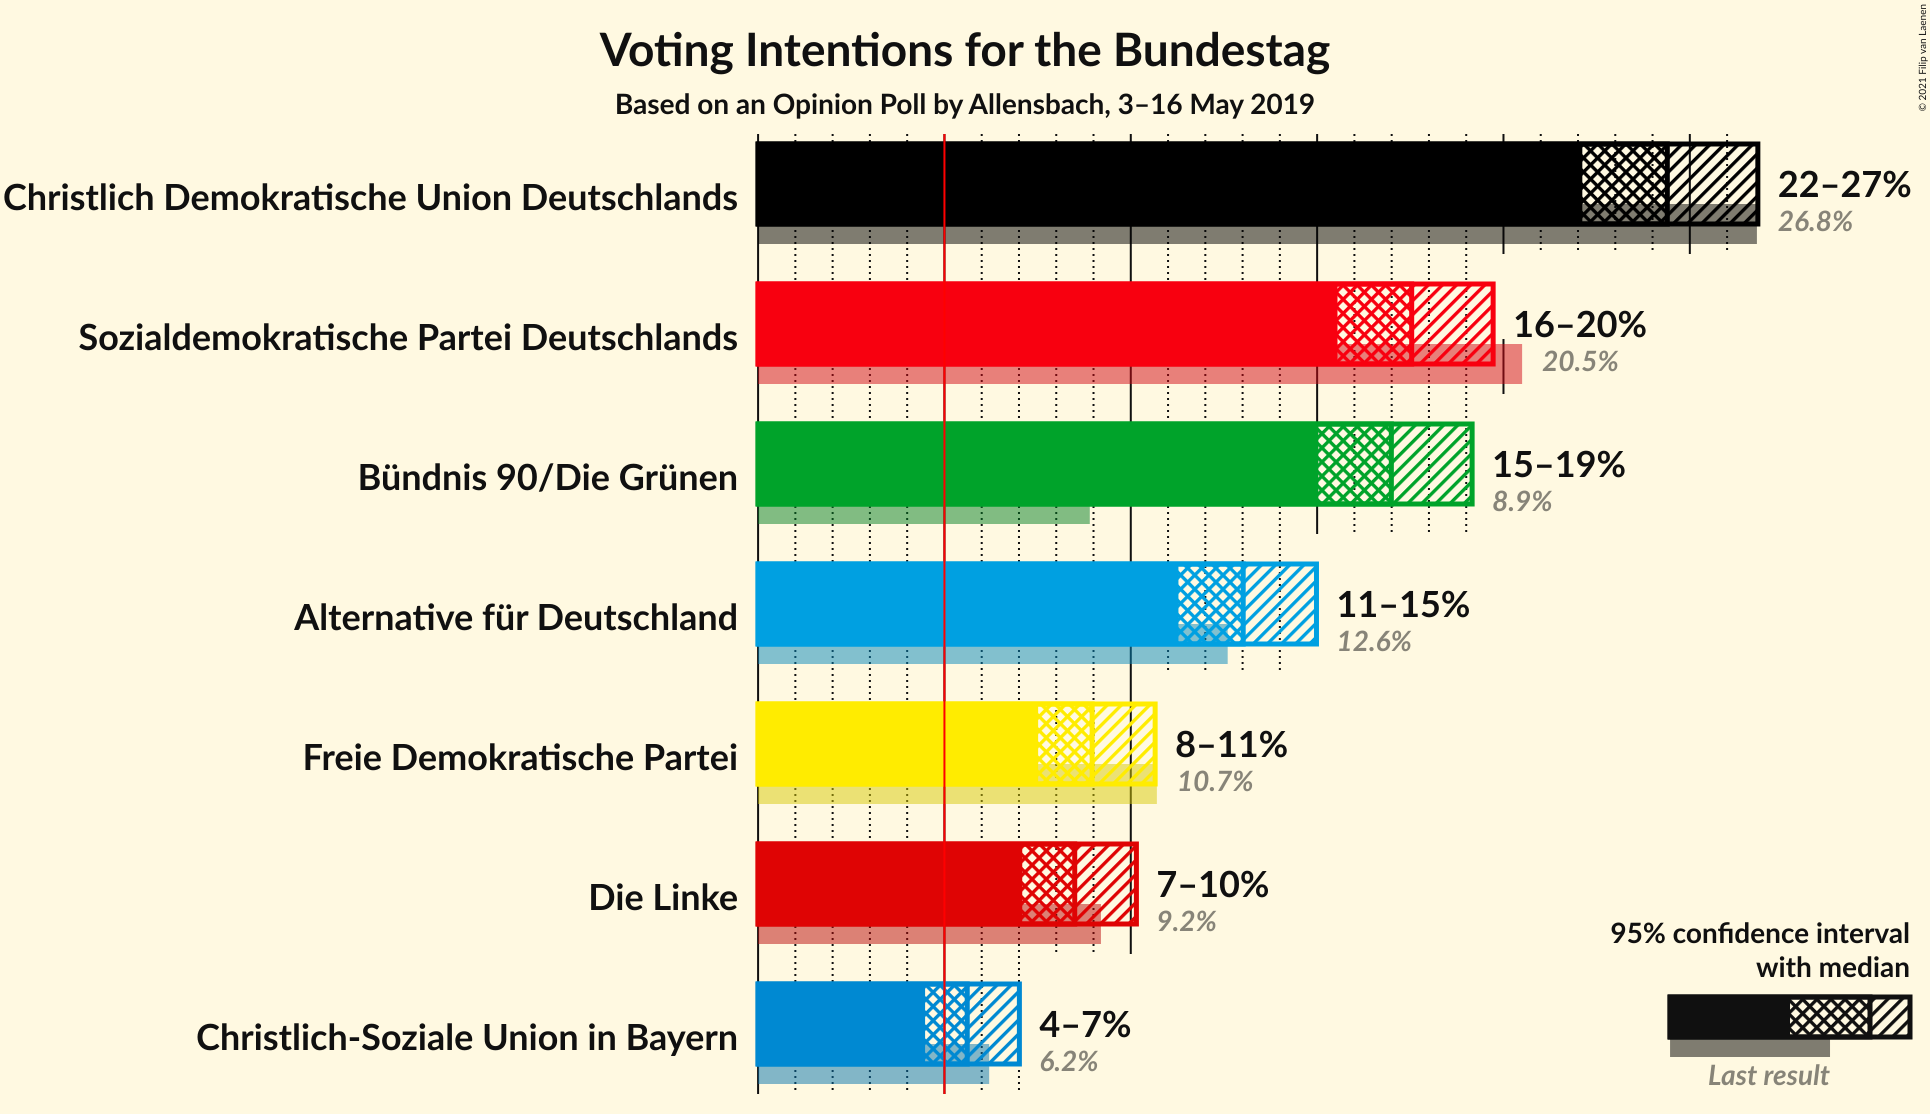 Voting Intentions for the Bundestag
Based on an Opinion Poll by Allensbach, 3–16 May 2019
© 2021 Filip van Laenen
Christlich Demokratische Union Deutschlands
22–27%
26.8%
Sozialdemokratische Partei Deutschlands
16–20%
20.5%
Bündnis 90/Die Grünen
15–19%
8.9%
Alternative für Deutschland
11–15%
12.6%
Freie Demokratische Partei
8–11%
10.7%
Die Linke
7–10%
9.2%
Christlich-Soziale Union in Bayern
4–7%
6.2%
95% confidence interval
with median
Last result